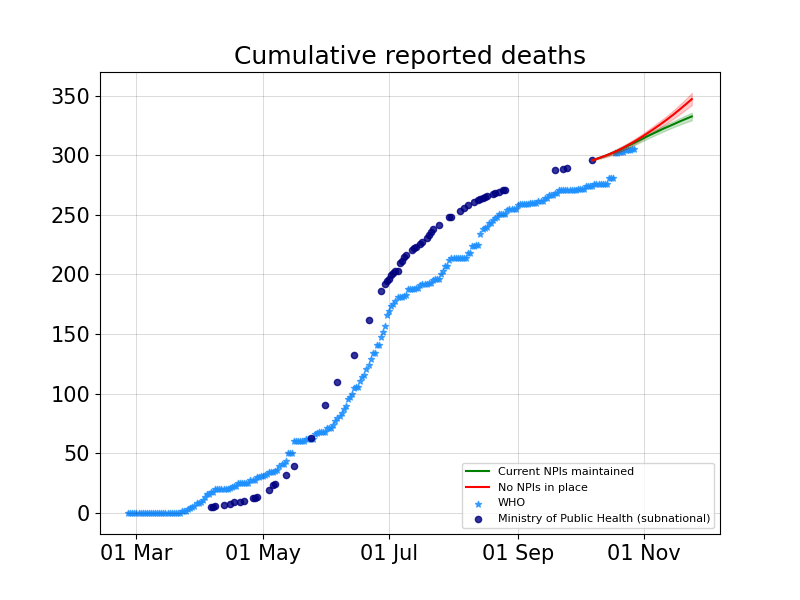 Cumulative reported deaths
350
300
250
200
150
100
50
0
01 Mar 01 May 01 Jul 01 Sep 01 Nov
Current NPIs maintained
No NPIs in place
WHO
Ministry of Public Health (subnational)